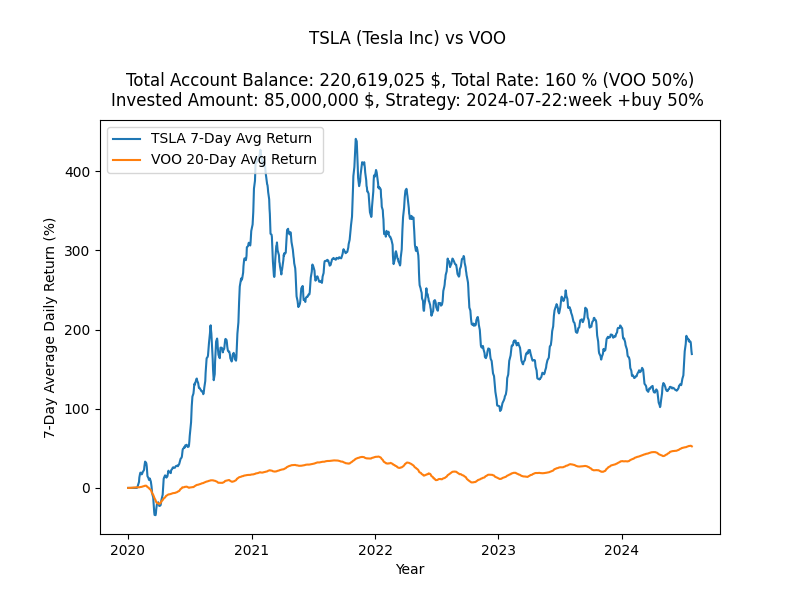 TSLA (Tesla Inc) vs VOO
Total Account Balance: 220,619,025 $, Total Rate: 160 % (VOO 50%)
Invested Amount: 85,000,000 $, Strategy: 2024-07-22:week +buy 50%
TSLA 7-Day Avg Return
VOO 20-Day Avg Return
7-Day Average Daily Return (%)
400
300
200
100
0
2020
2021
2022
2023
2024
Year